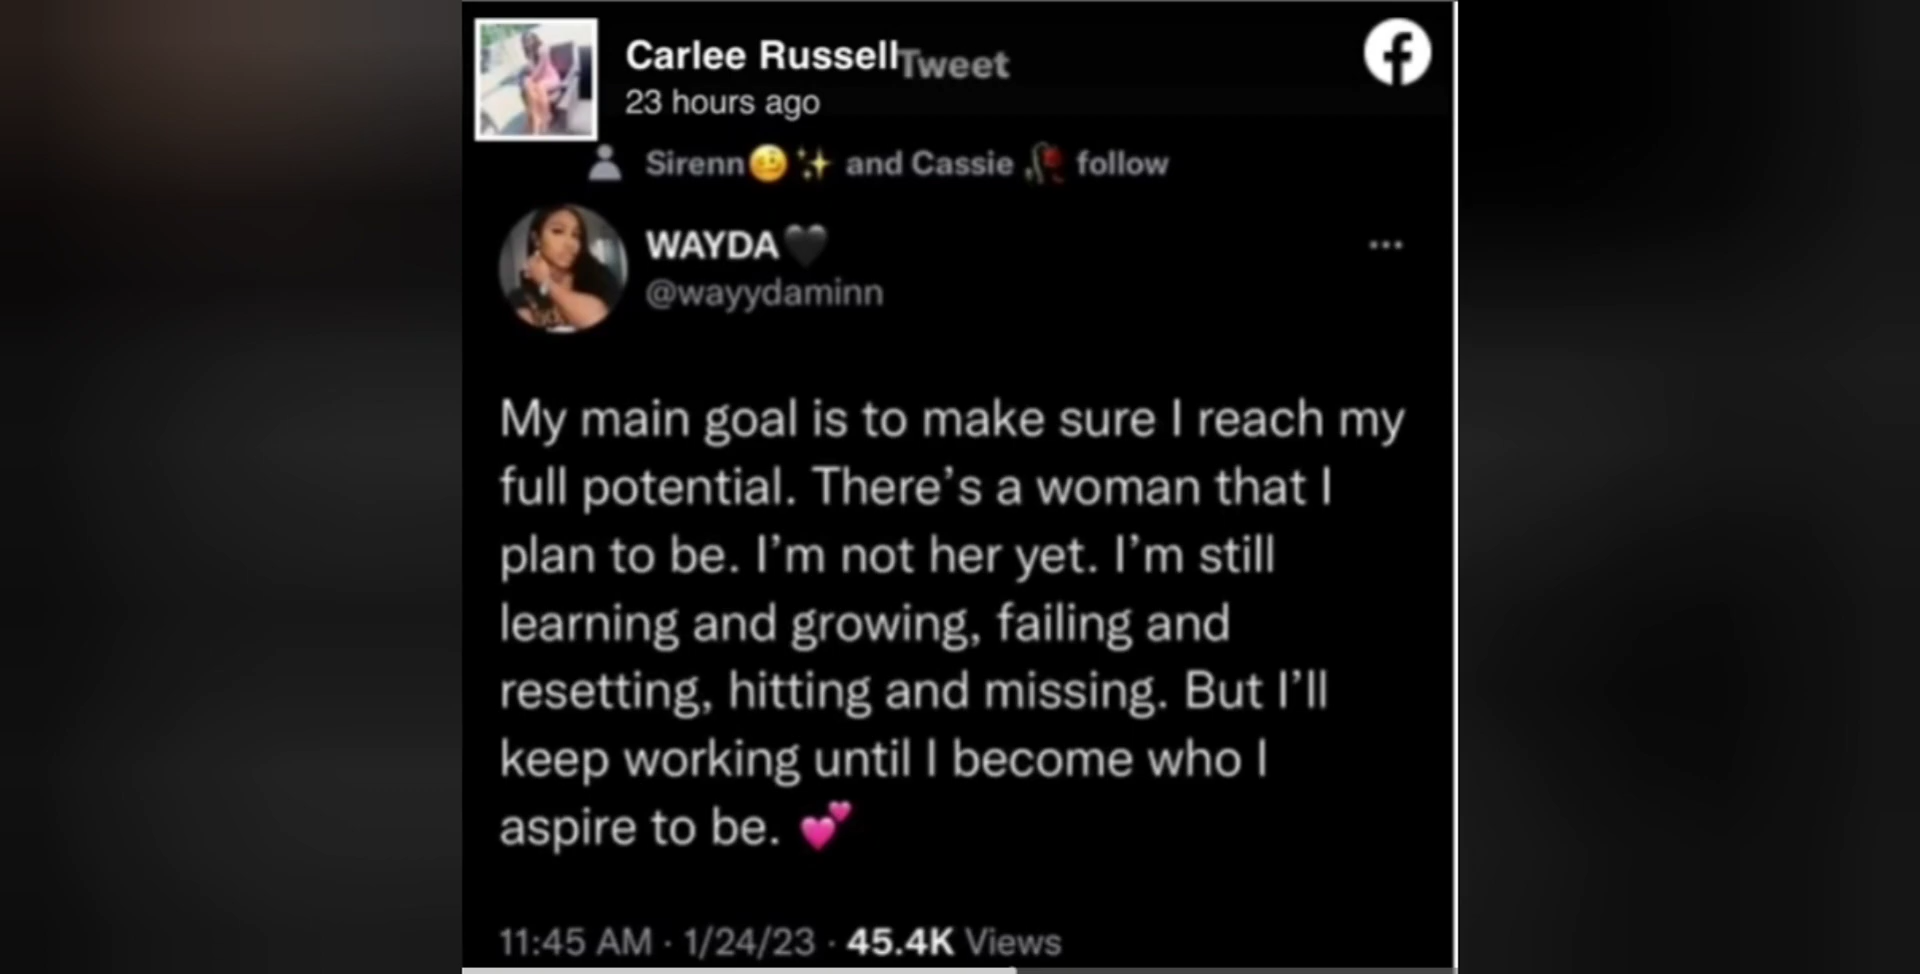 Carlee Russell Tweet
23 hours ago
Sirenn🥴✨ and Cassie 🥀 follow
WAYDA🖤
@wayydaminn
My main goal is to make sure I reach my
full potential. There’s a woman that I
plan to be. I’m not her yet. I’m still
learning and growing, failing and
resetting, hitting and missing. But I’ll
keep working until I become who I
aspire to be. 💕
11:45 AM · 1/24/23 · 45.4K Views